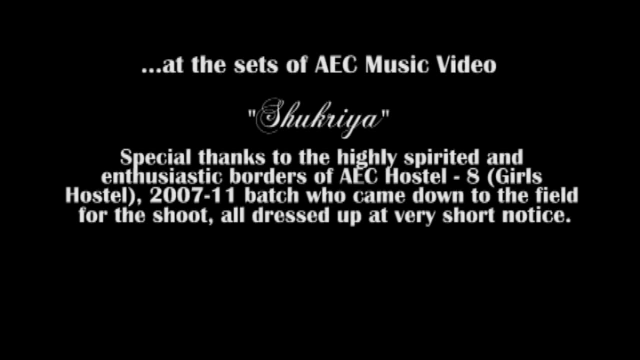 ...at the sets of AEC Music Video
"Shukriya"
Special thanks to the highly spirited and
enthusiastic borders of AEC Hostel - 8 (Girls
Hostel), 2007-11 batch who came down to the field
for the shoot, all dressed up at very short notice.